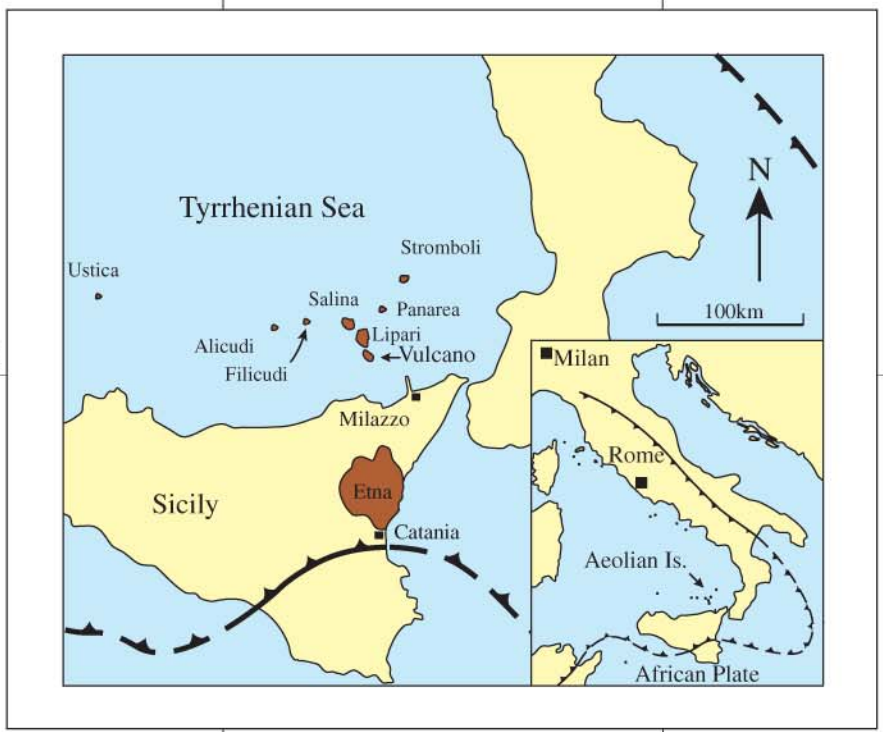 N
Tyrrhenian Sea
Stromboli
Ustica
Salina
Panarea
100km
Lipari
Alicudi
Vulcano
Filicudi
Milan
Milazzo
Rome
Etna
Sicily
Catania
Aeolian Is.
African Plate